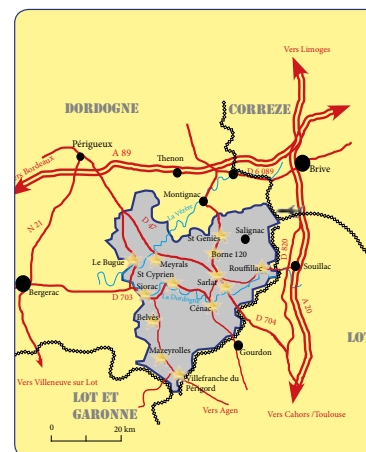 Vers Limoges
DORDOGNE
CORREZE
Périgueux
A 89
Vers Bordeaux
Thenon
D 6 089
Brive
Montignac
La Vézère
N 21
D 47
St Geniès
Salignac
D 820
Borne 120
Le Bugue
Meyrals
Rouffillac
Souillac
St Cyprien
Sarlat
Bergerac
Siorac
D 703
La Dordogne
Cénac
A 20
Belvès
D 704
LOT
Gourdon
Mazeyrolles
Villefranche du
Périgord
Vers Villeneuve sur Lot
LOT ET
GARONNE
Vers Agen
Vers Cahors /Toulouse
0 20 km